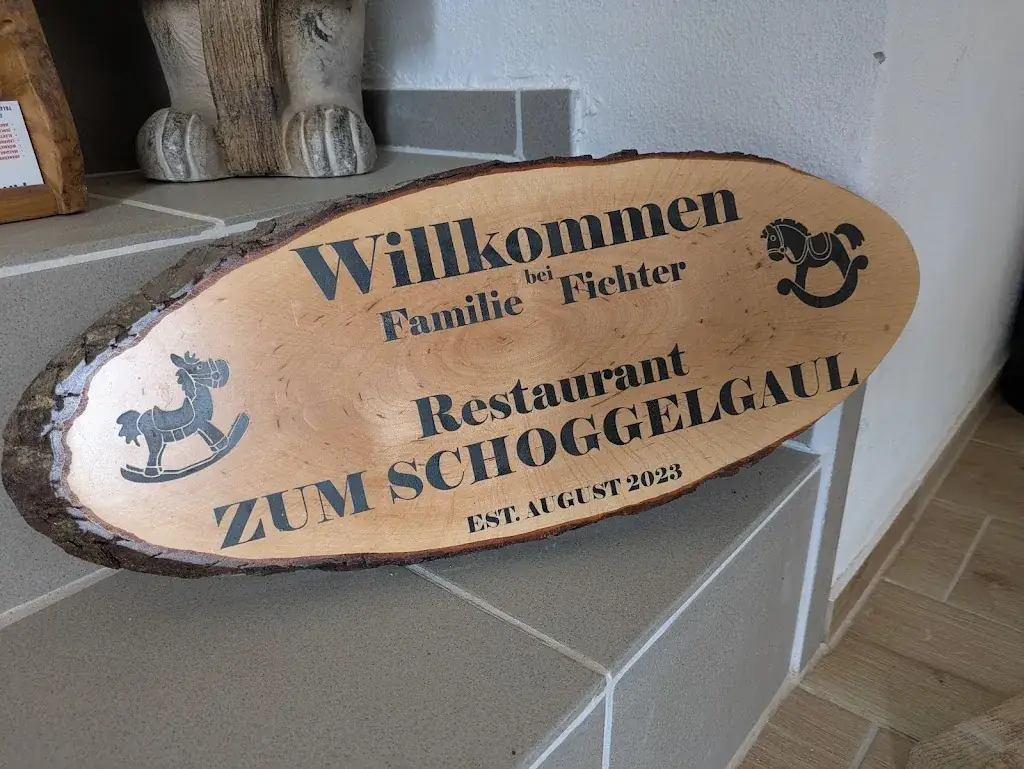 Willkommen
bei
Familie Fichter
Restaurant
ZUM SCHOGGELGAUL
EST. AUGUST 2023